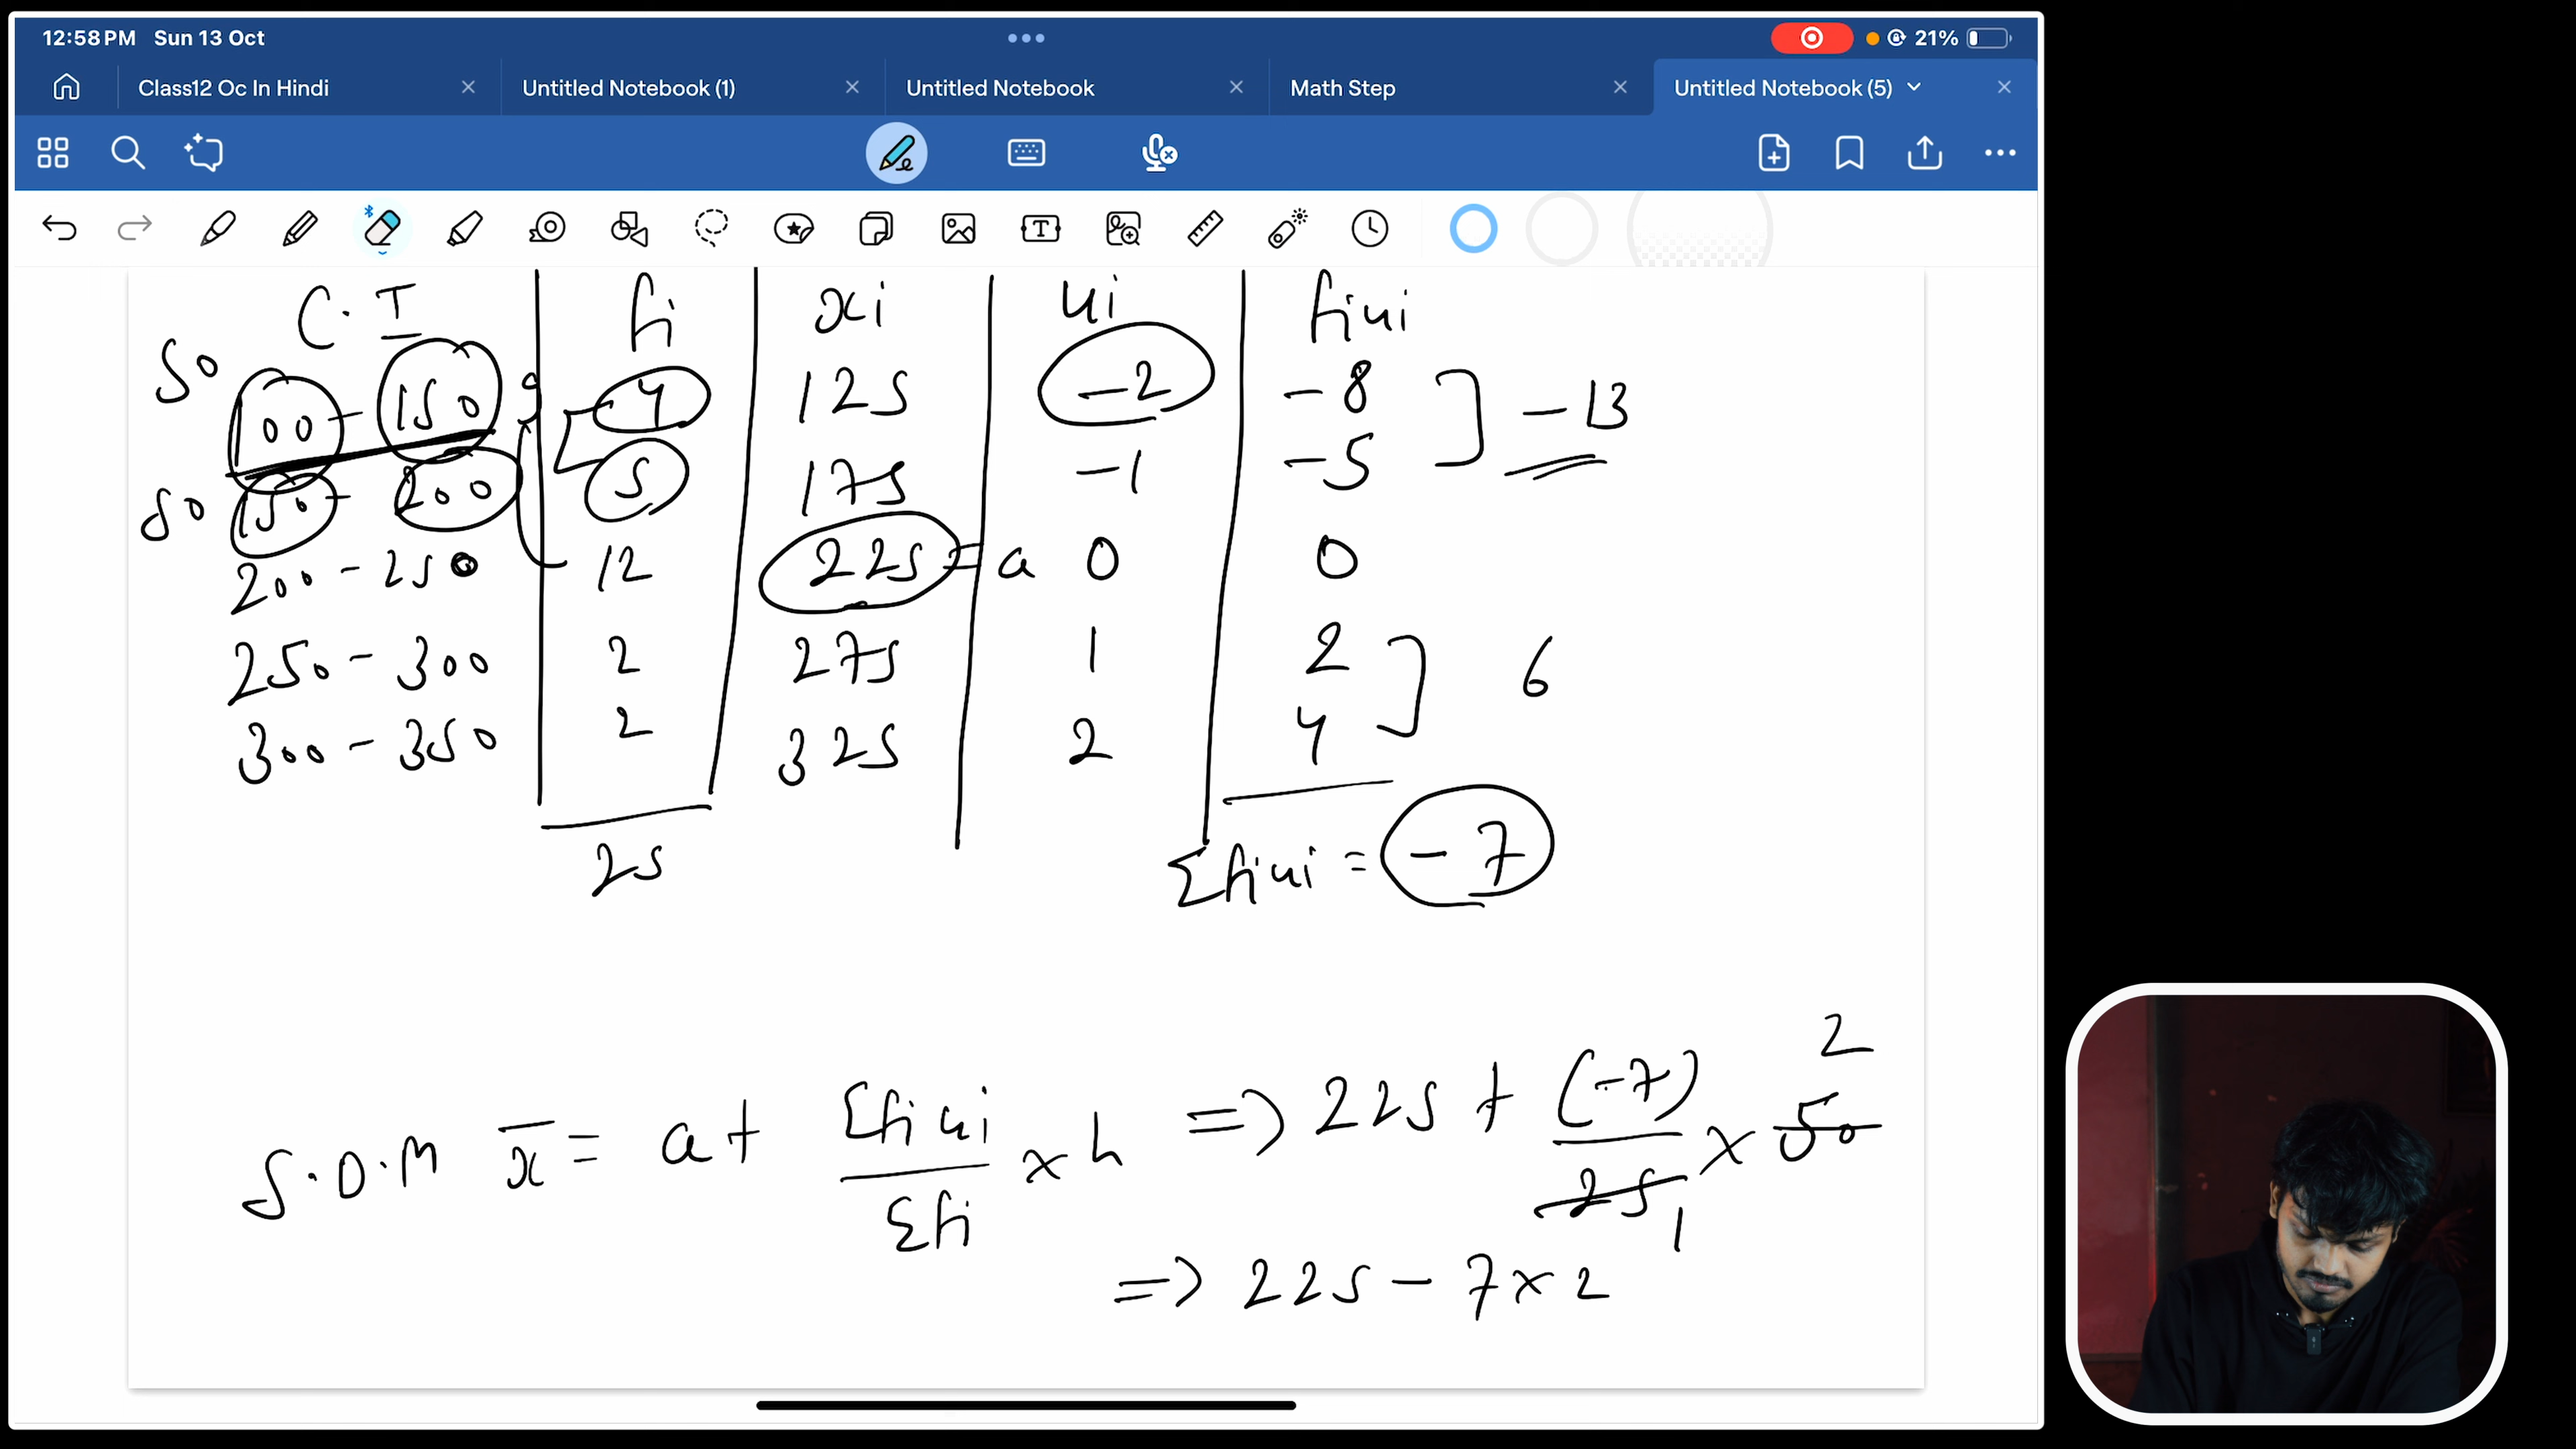 12:58 PM Sun 13 Oct 21%
Class12 Oc In Hindi Untitled Notebook (1) Untitled Notebook Math Step Untitled Notebook (5)
C.I fi xi ui fiui
50 100 - 150 9 4 125 -2 -8 -13
50 150 - 200 5 175 -1 -5
200 - 250 12 225 = a 0 0
250 - 300 2 275 1 2 6
300 - 350 2 325 2 4
25 Σfiui = -7
S.D.M x̄ = a + Σfiui / Σfi × h => 225 + (-7) / 25 1 × 50 2
=> 225 - 7 × 2